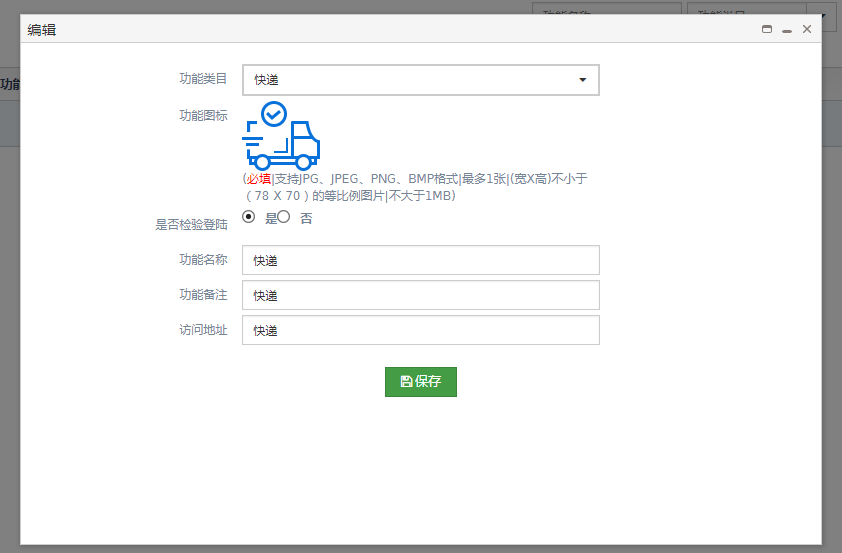 编辑
功能
功能类目
快递
功能图标
(必填|支持JPG、JPEG、PNG、BMP格式|最多1张|(宽X高)不小于
（78 X 70）的等比例图片|不大于1MB)
是否检验登陆
是 否
功能名称
快递
功能备注
快递
访问地址
快递
保存